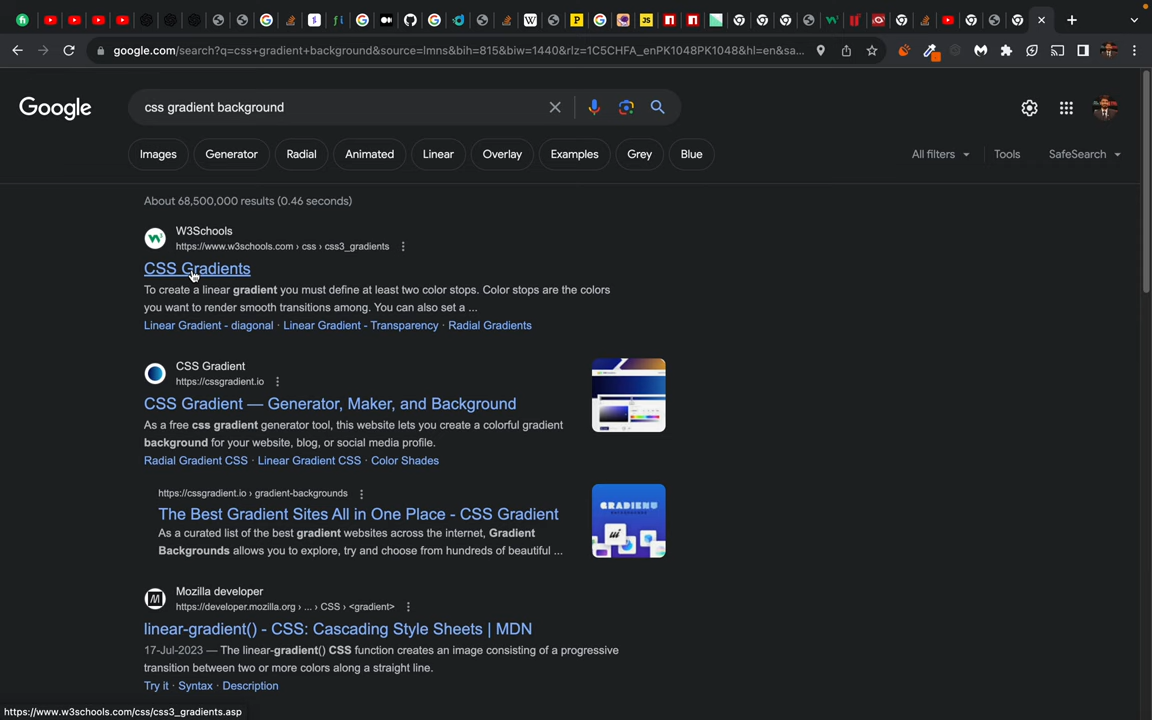 google.com/search?q=css+gradient+background&source=lmns&bih=815&biw=1440&rlz=1C5CHFA_enPK1048PK1048&hl=en&sa...
Google
css gradient background
Images
Generator
Radial
Animated
Linear
Overlay
Examples
Grey
Blue
All filters
Tools
SafeSearch
About 68,500,000 results (0.46 seconds)
W3Schools
https://www.w3schools.com › css › css3_gradients
CSS Gradients
To create a linear gradient you must define at least two color stops. Color stops are the colors
you want to render smooth transitions among. You can also set a ...
Linear Gradient - diagonal · Linear Gradient - Transparency · Radial Gradients
CSS Gradient
https://cssgradient.io
CSS Gradient — Generator, Maker, and Background
As a free css gradient generator tool, this website lets you create a colorful gradient
background for your website, blog, or social media profile.
Radial Gradient CSS · Linear Gradient CSS · Color Shades
https://cssgradient.io › gradient-backgrounds
The Best Gradient Sites All in One Place - CSS Gradient
As a curated list of the best gradient websites across the internet, Gradient
Backgrounds allows you to explore, try and choose from hundreds of beautiful ...
Mozilla developer
https://developer.mozilla.org › ... › CSS › <gradient>
linear-gradient() - CSS: Cascading Style Sheets | MDN
17-Jul-2023 — The linear-gradient() CSS function creates an image consisting of a progressive
transition between two or more colors along a straight line.
Try it · Syntax · Description
https://www.w3schools.com/css/css3_gradients.asp